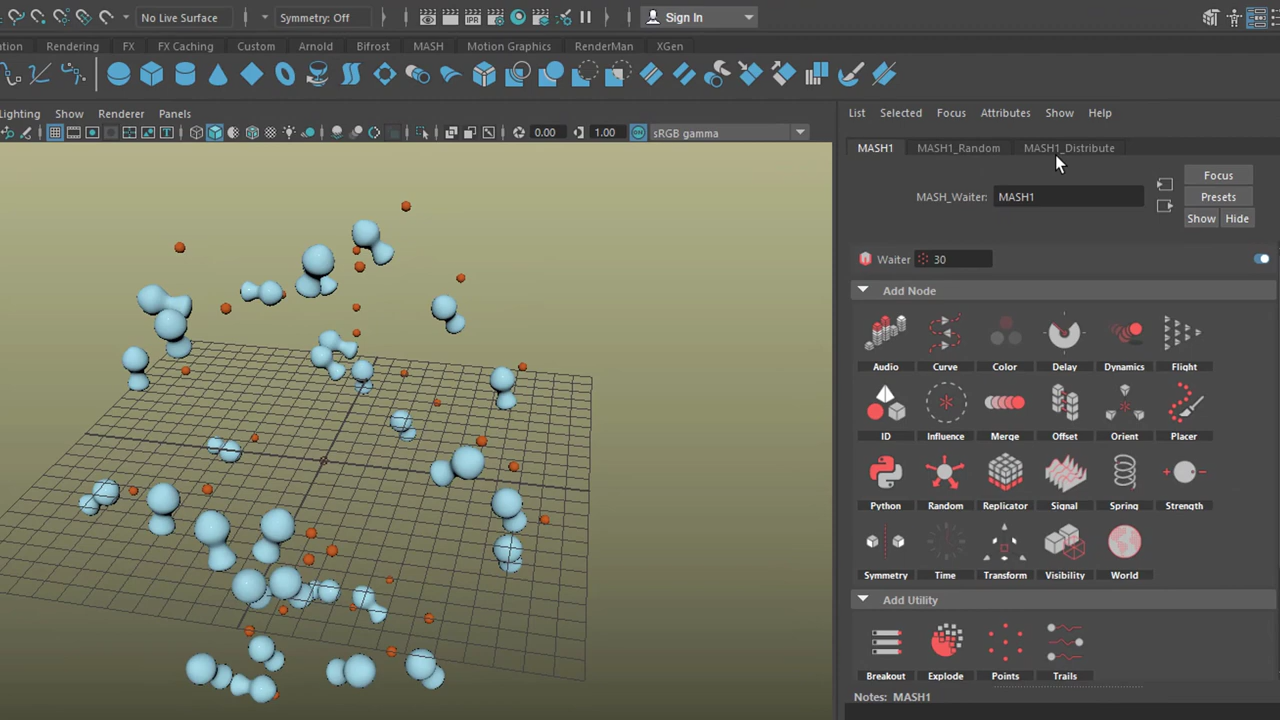 No Live Surface Symmetry: Off IPR Sign In
ation Rendering FX FX Caching Custom Arnold Bifrost MASH Motion Graphics RenderMan XGen
Lighting Show Renderer Panels
List Selected Focus Attributes Show Help
0.00 1.00 ON sRGB gamma
MASH1 MASH1_Random MASH1_Distribute
Focus
MASH_Waiter: MASH1 Presets
Show Hide
Waiter 30
Add Node
Audio Curve Color Delay Dynamics Flight
ID Influence Merge Offset Orient Placer
Python Random Replicator Signal Spring Strength
Symmetry Time Transform Visibility World
Add Utility
Breakout Explode Points Trails
Notes: MASH1